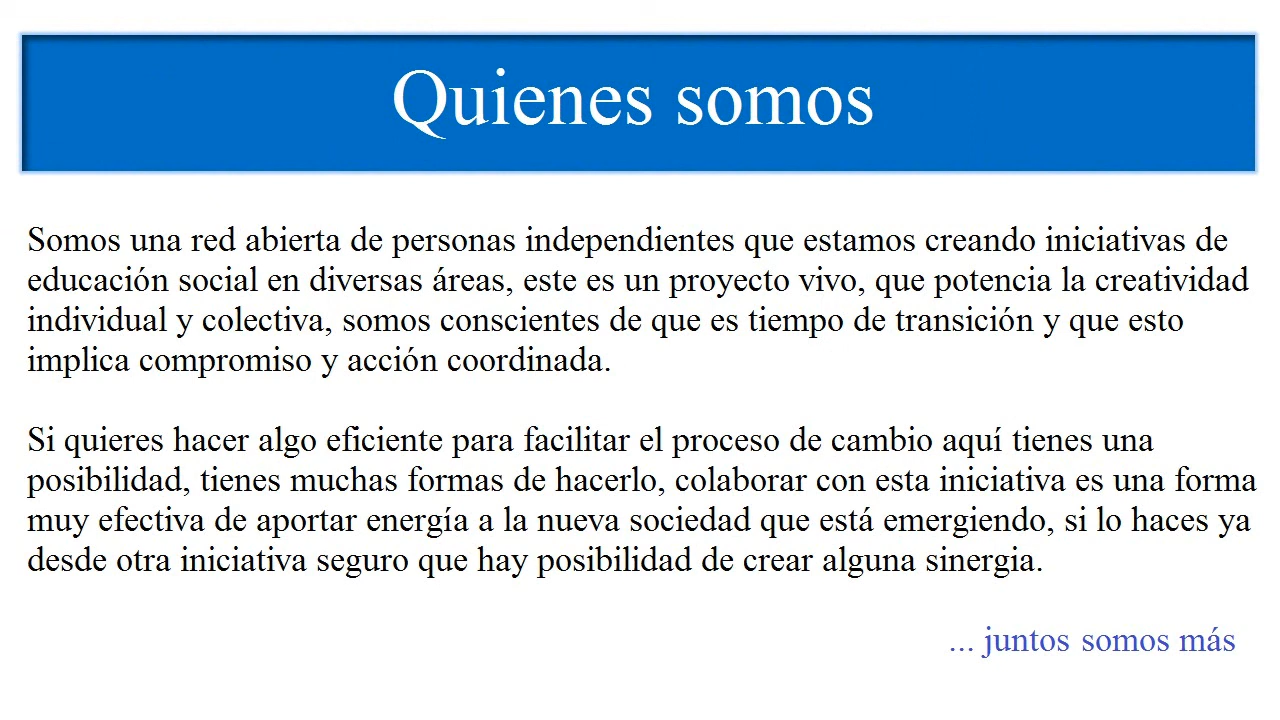 Quienes somos
Somos una red abierta de personas independientes que estamos creando iniciativas de
educación social en diversas áreas, este es un proyecto vivo, que potencia la creatividad
individual y colectiva, somos conscientes de que es tiempo de transición y que esto
implica compromiso y acción coordinada.
Si quieres hacer algo eficiente para facilitar el proceso de cambio aquí tienes una
posibilidad, tienes muchas formas de hacerlo, colaborar con esta iniciativa es una forma
muy efectiva de aportar energía a la nueva sociedad que está emergiendo, si lo haces ya
desde otra iniciativa seguro que hay posibilidad de crear alguna sinergia.
... juntos somos más